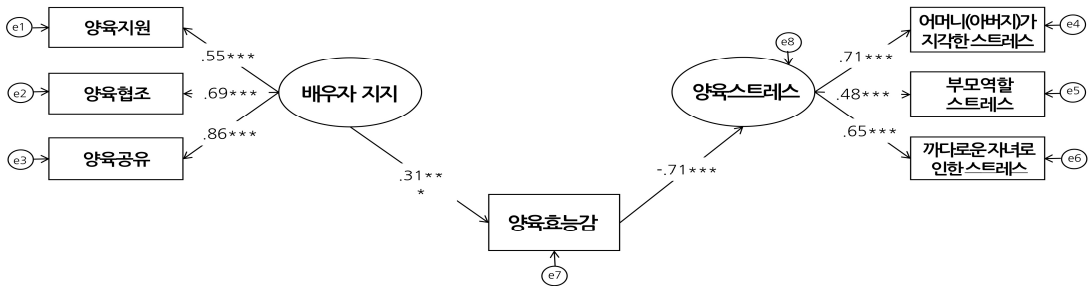 e1
양육지원
.55***
e2
양육협조
.69***
e3
양육공유
.86***
배우자 지지
.31**
*
양육효능감
e7
-.71***
e8
양육스트레스
.71***
어머니(아버지)가
지각한 스트레스
e4
.48***
부모역할
스트레스
e5
.65***
까다로운 자녀로
인한 스트레스
e6